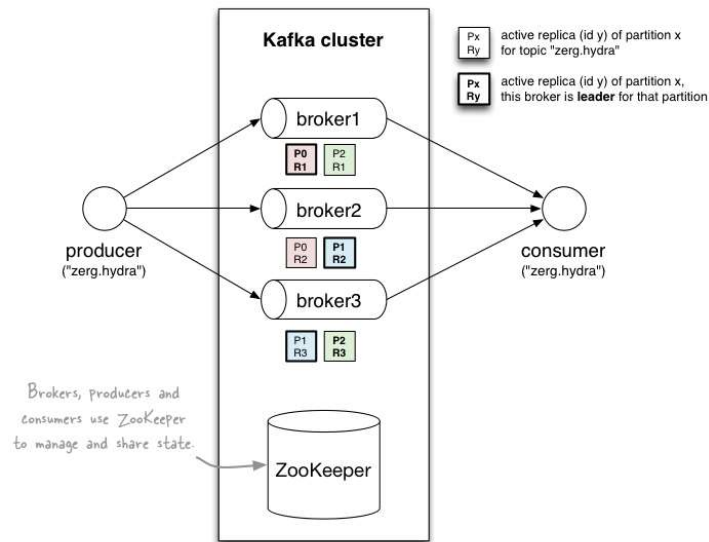 Kafka cluster
Px
Ry
active replica (id y) of partition x
for topic "zerg.hydra"
Px
Ry
active replica (id y) of partition x,
this broker is leader for that partition
broker1
P0
R1
P2
R1
producer
("zerg.hydra")
broker2
P0
R2
P1
R2
consumer
("zerg.hydra")
broker3
P1
R3
P2
R3
Brokers, producers and
consumers use ZooKeeper
to manage and share state.
ZooKeeper